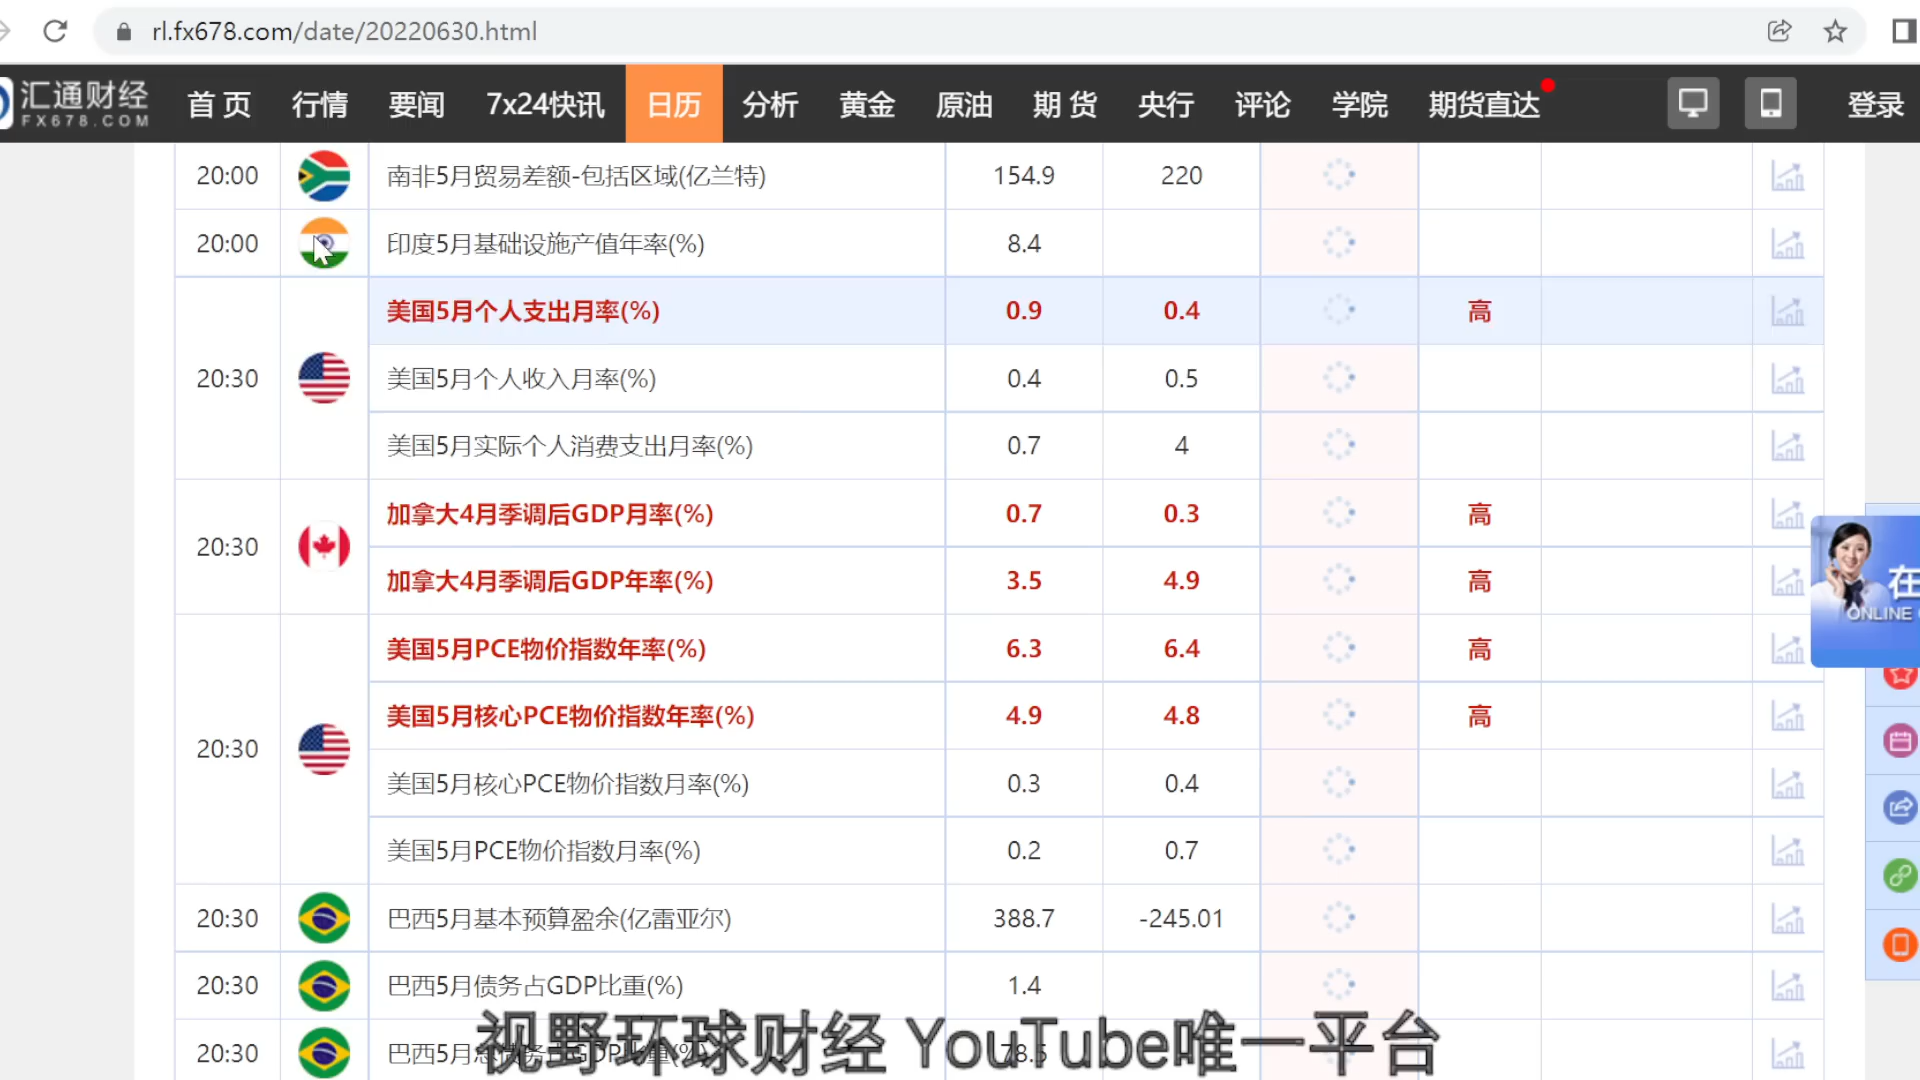 rl.fx678.com/date/20220630.html
汇通财经
FX678.COM
首页 行情 要闻 7x24快讯 日历 分析 黄金 原油 期货 央行 评论 学院 期货直达 登录
20:00 南非5月贸易差额-包括区域(亿兰特) 154.9 220
20:00 印度5月基础设施产值年率(%) 8.4
美国5月个人支出月率(%) 0.9 0.4 高
20:30 美国5月个人收入月率(%) 0.4 0.5
美国5月实际个人消费支出月率(%) 0.7 4
加拿大4月季调后GDP月率(%) 0.7 0.3 高
20:30
加拿大4月季调后GDP年率(%) 3.5 4.9 高
在
ONLINE
美国5月PCE物价指数年率(%) 6.3 6.4 高
美国5月核心PCE物价指数年率(%) 4.9 4.8 高
20:30
美国5月核心PCE物价指数月率(%) 0.3 0.4
美国5月PCE物价指数月率(%) 0.2 0.7
20:30 巴西5月基本预算盈余(亿雷亚尔) 388.7 -245.01
20:30 巴西5月债务占GDP比重(%) 1.4
20:30 巴西5月总债务占GDP比重(%) 78.5
视野环球财经 YouTube唯一平台